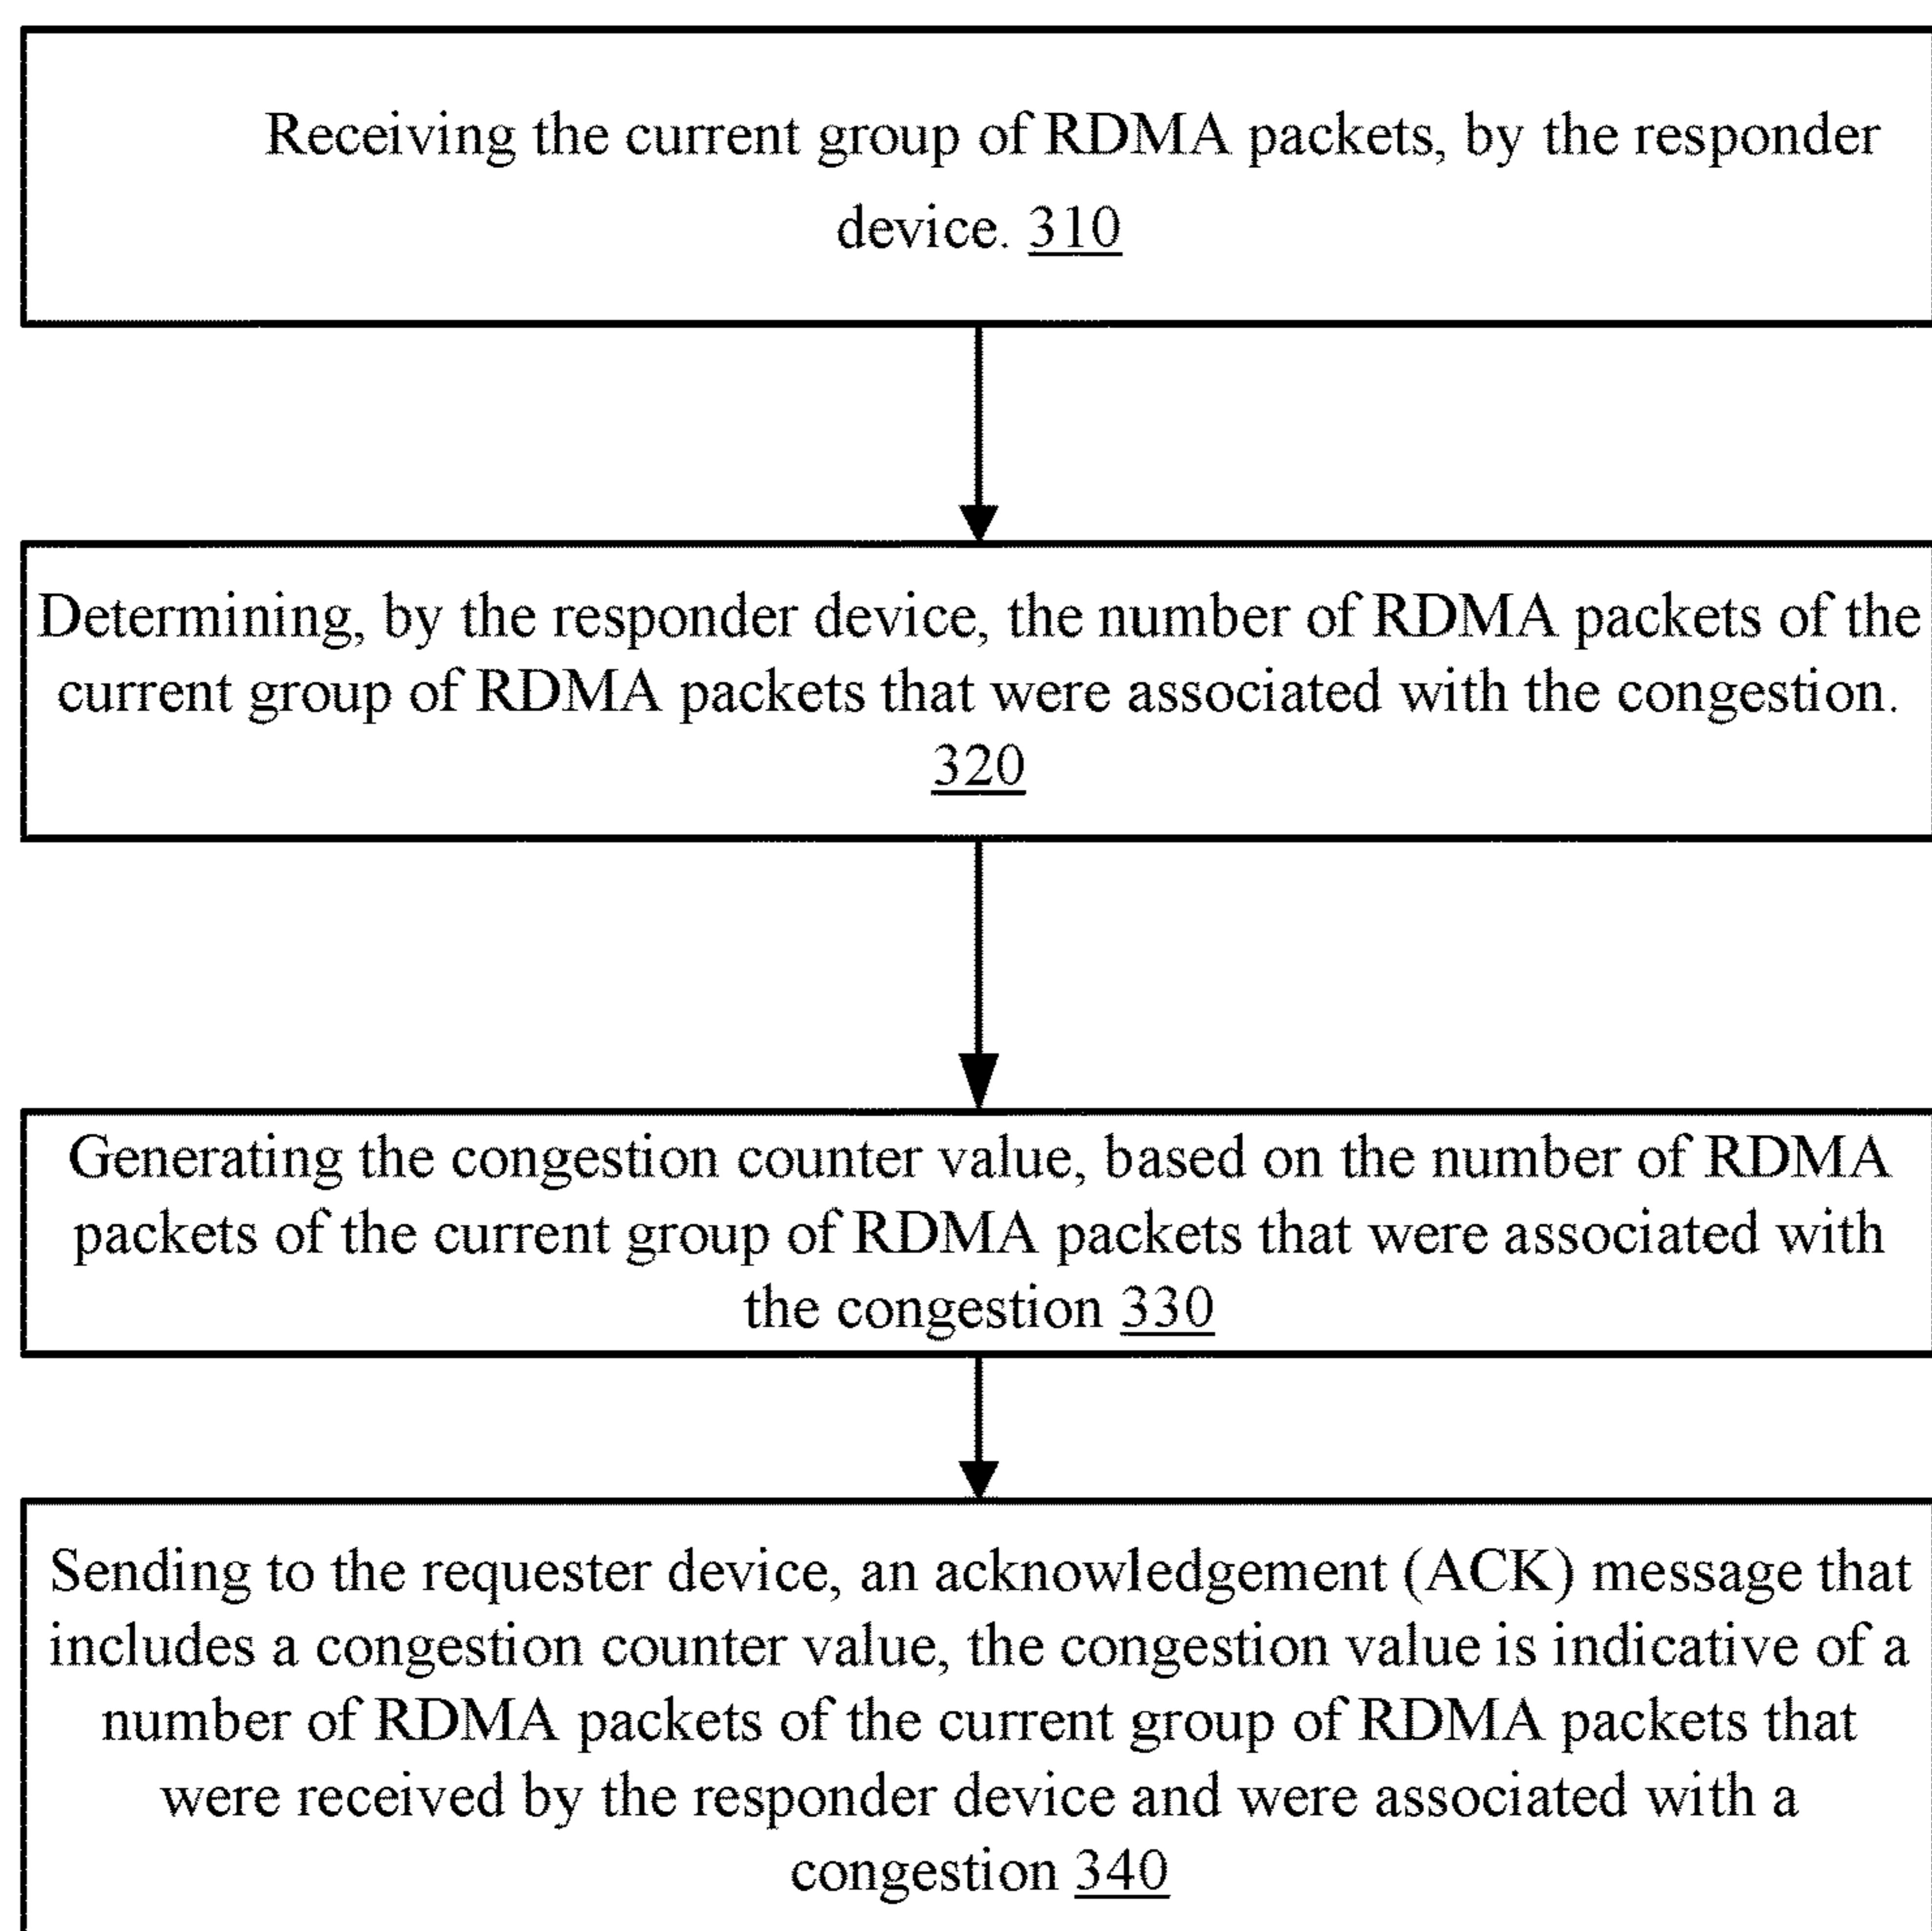 Receiving the current group of RDMA packets, by the responder
device. 310
Determining, by the responder device, the number of RDMA packets of the
current group of RDMA packets that were associated with the congestion.
320
Generating the congestion counter value, based on the number of RDMA
packets of the current group of RDMA packets that were associated with
the congestion 330
Sending to the requester device, an acknowledgement (ACK) message that
includes a congestion counter value, the congestion value is indicative of a
number of RDMA packets of the current group of RDMA packets that
were received by the responder device and were associated with a
congestion 340